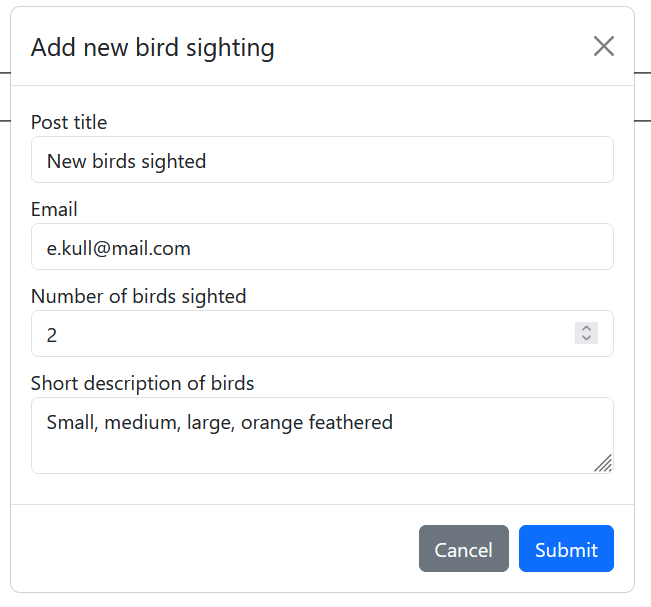 Add new bird sighting
Post title
New birds sighted
Email
e.kull@mail.com
Number of birds sighted
2
Short description of birds
Small, medium, large, orange feathered
Cancel Submit